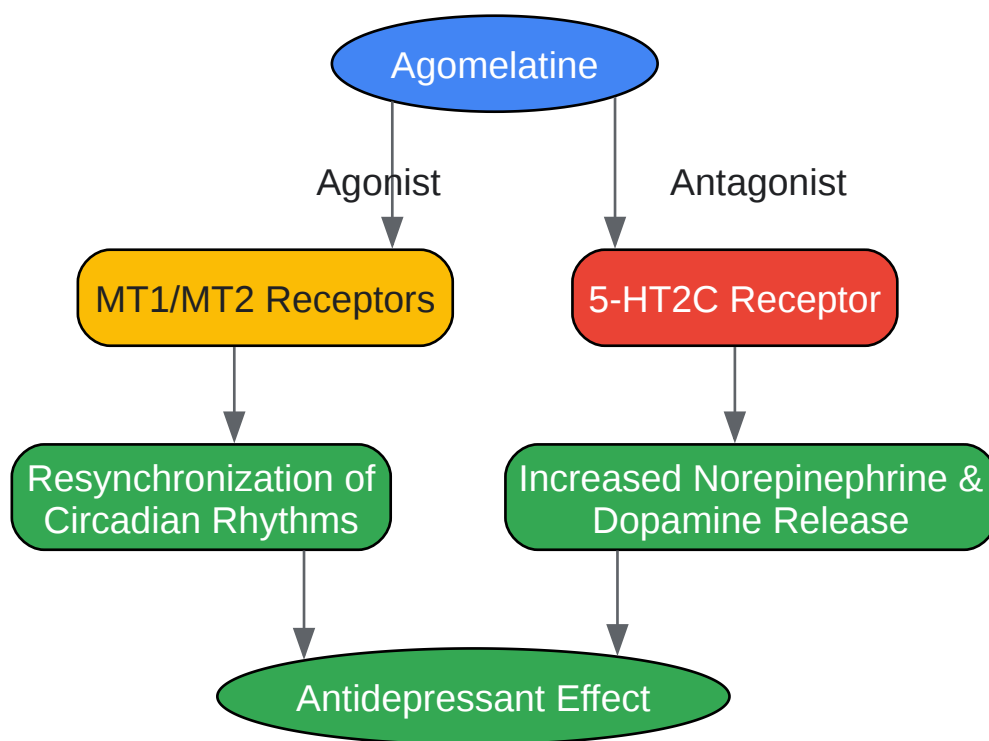 Agomelatine
Agonist
Antagonist
MT1/MT2 Receptors
5-HT2C Receptor
Resynchronization of
Circadian Rhythms
Increased Norepinephrine &
Dopamine Release
Antidepressant Effect